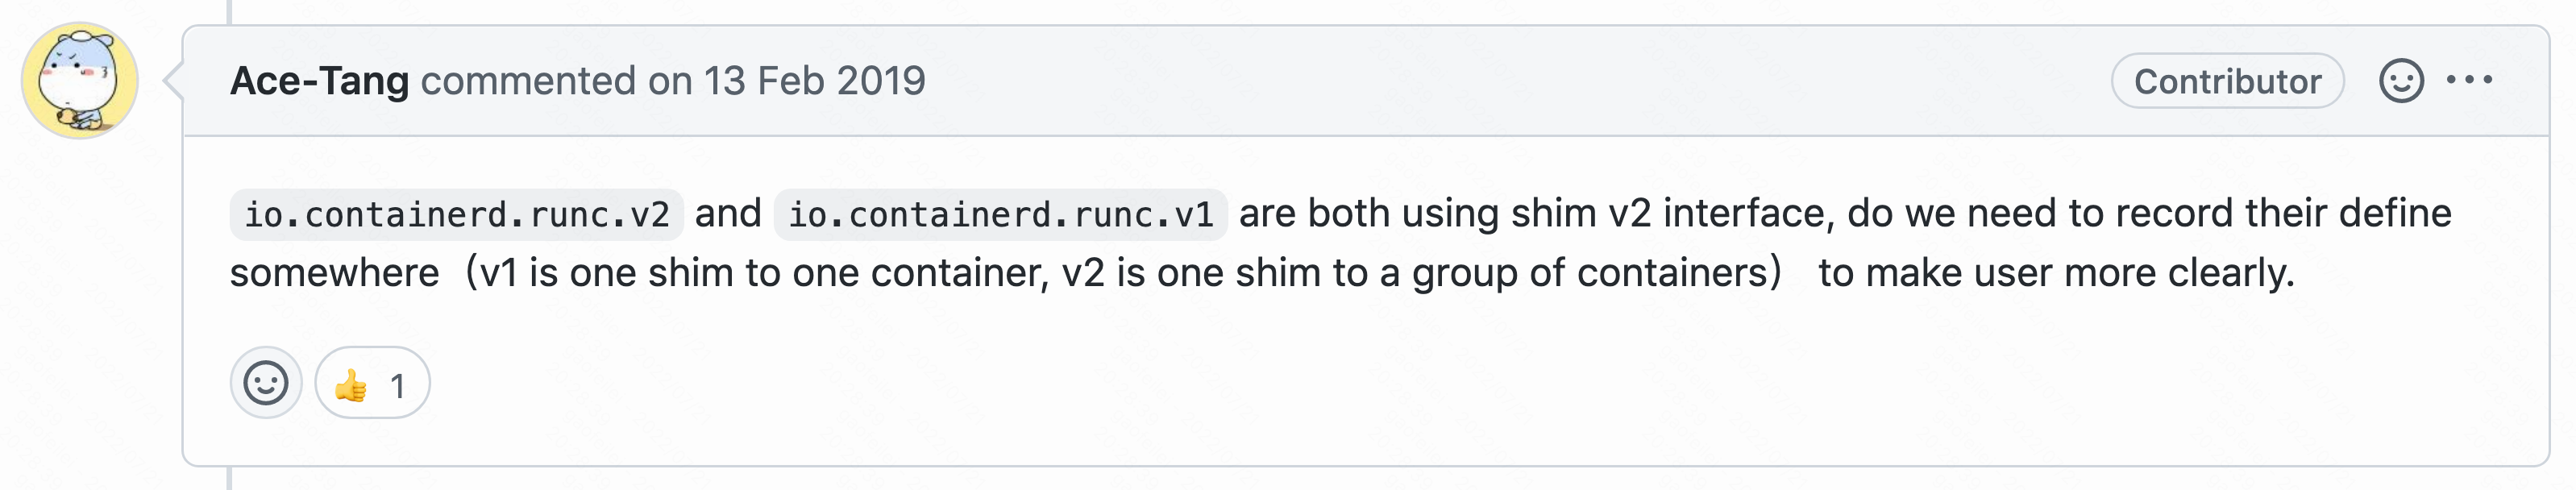 Ace-Tang commented on 13 Feb 2019
Contributor
io.containerd.runc.v2 and io.containerd.runc.v1 are both using shim v2 interface, do we need to record their define
somewhere（v1 is one shim to one container, v2 is one shim to a group of containers） to make user more clearly.
👍 1